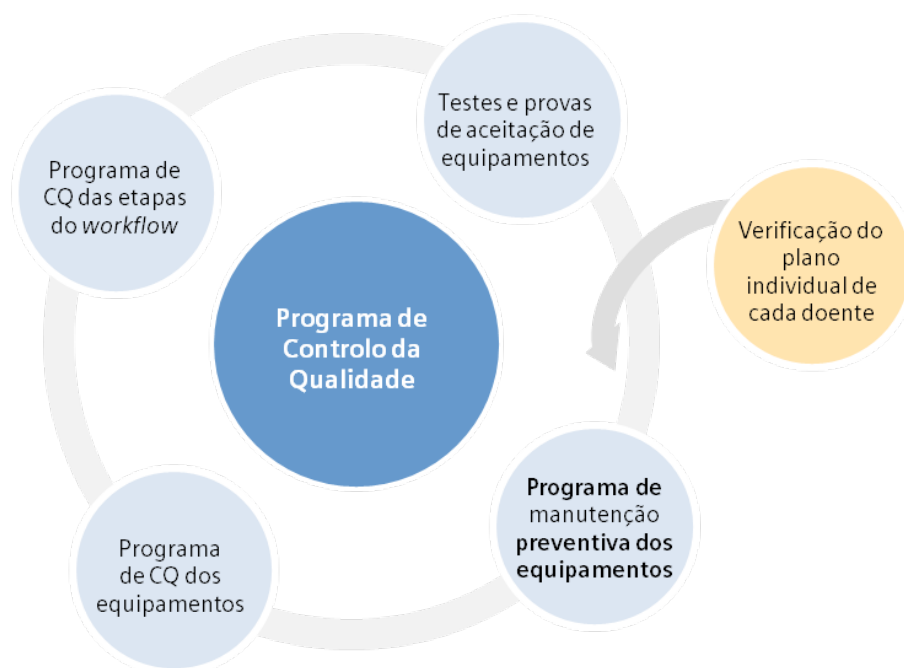 Testes e provas
de aceitação de
equipamentos
Programa de
CQ das etapas
do workflow
Verificação do
plano
individual de
cada doente
Programa de
Controlo da
Qualidade
Programa de
manutenção
preventiva dos
equipamentos
Programa
de CQ dos
equipamentos